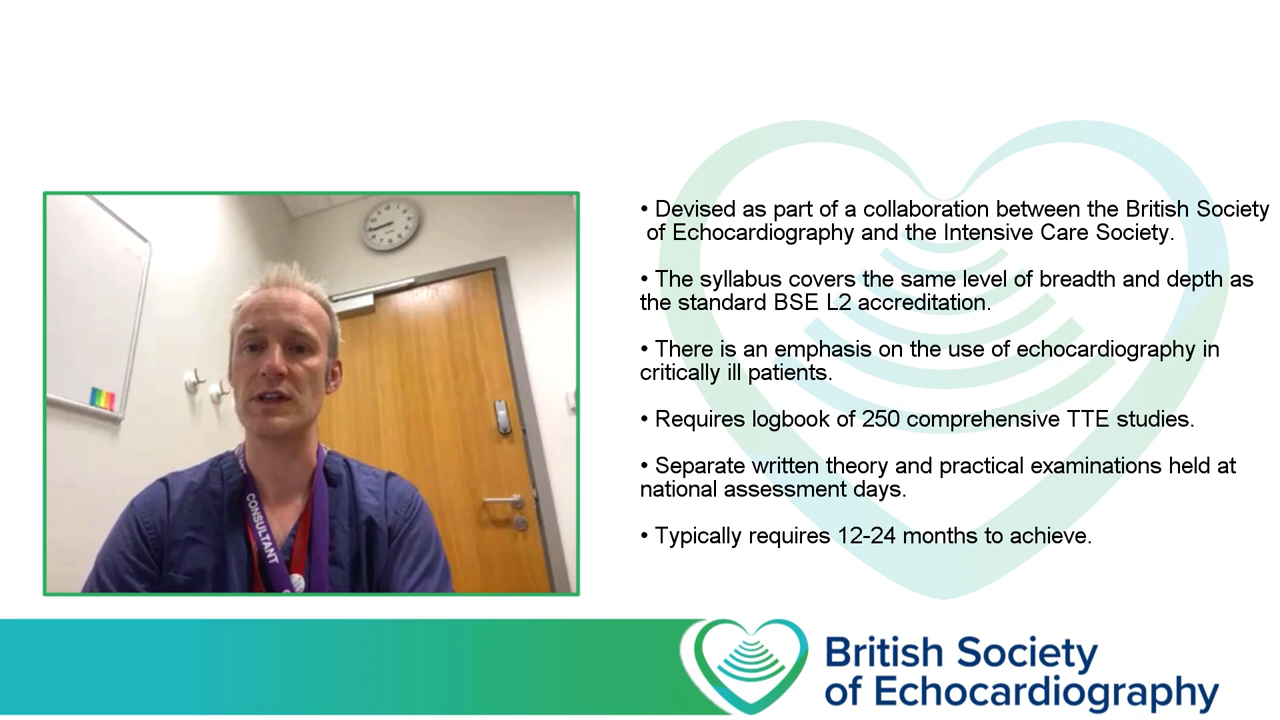 CONSULTANT
• Devised as part of a collaboration between the British Society
of Echocardiography and the Intensive Care Society.
• The syllabus covers the same level of breadth and depth as
the standard BSE L2 accreditation.
• There is an emphasis on the use of echocardiography in
critically ill patients.
• Requires logbook of 250 comprehensive TTE studies.
• Separate written theory and practical examinations held at
national assessment days.
• Typically requires 12-24 months to achieve.
British Society
of Echocardiography